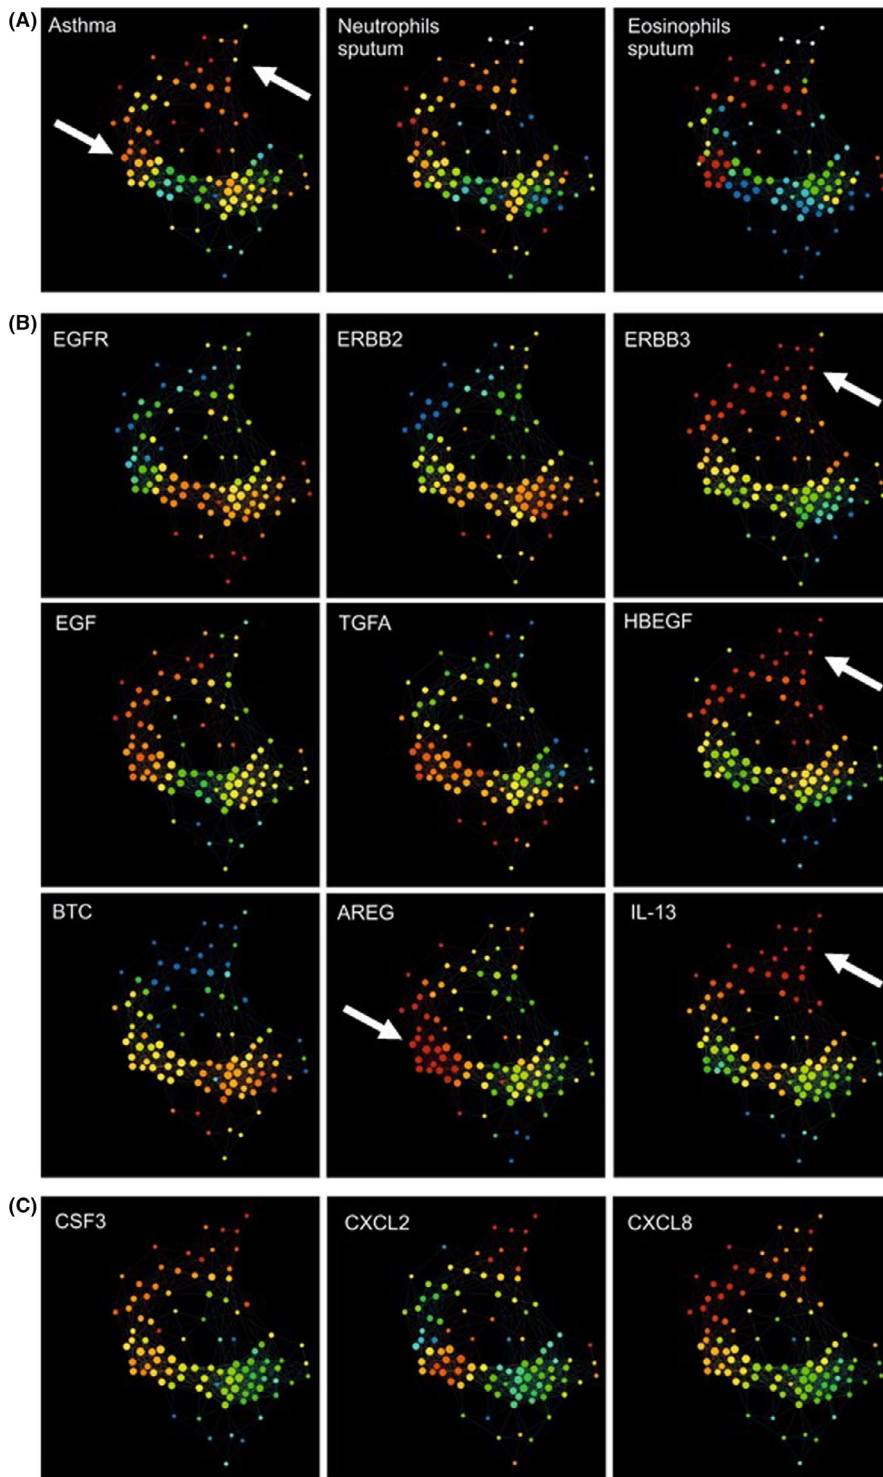 (A)
Asthma
Neutrophils
sputum
Eosinophils
sputum
(B)
EGFR
ERBB2
ERBB3
EGF
TGFA
HBEGF
BTC
AREG
IL-13
(C)
CSF3
CXCL2
CXCL8